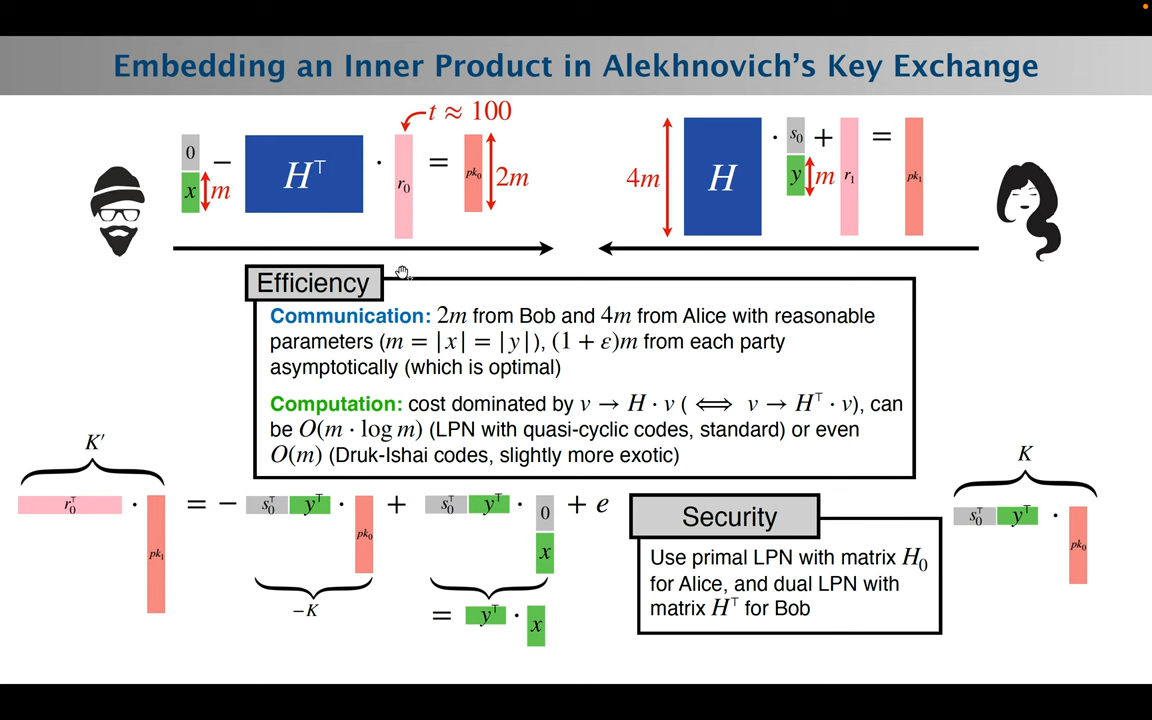 Embedding an Inner Product in Alekhnovich's Key Exchange
t ≈ 100
0
x
m
−
H⊤
·
r₀
=
pk₀
2m
4m
H
·
s₀
y
m
+
r₁
=
pk₁
Efficiency
Communication: 2m from Bob and 4m from Alice with reasonable
parameters (m = |x| = |y|), (1 + ε)m from each party
asymptotically (which is optimal)
Computation: cost dominated by v → H · v ( ⟺ v → H⊤ · v), can
be O(m · log m) (LPN with quasi-cyclic codes, standard) or even
O(m) (Druk-Ishai codes, slightly more exotic)
K′
r₀⊤ · pk₁ = − s₀⊤ y⊤ · pk₀ + s₀⊤ y⊤ · 0 x + e
−K
= y⊤ · x
Security
Use primal LPN with matrix H₀
for Alice, and dual LPN with
matrix H⊤ for Bob
K
s₀⊤ y⊤ · pk₀